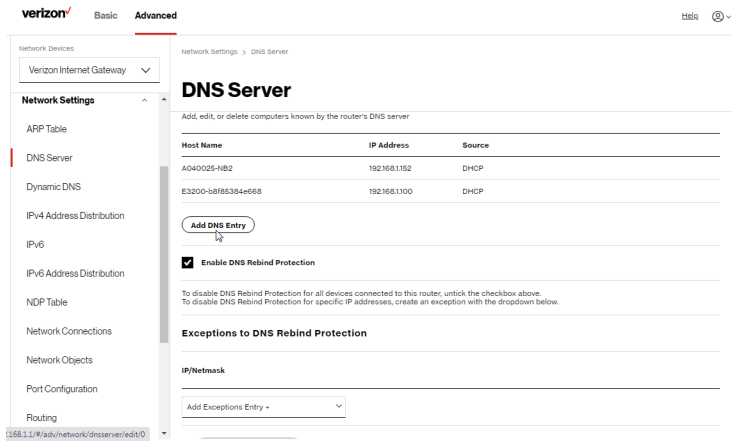 verizon
Basic
Advanced
Help
Network Devices
Verizon Internet Gateway
Network Settings
ARP Table
DNS Server
Dynamic DNS
IPv4 Address Distribution
IPv6
IPv6 Address Distribution
NDP Table
Network Connections
Network Objects
Port Configuration
Routing
.168.1.1/#/adv/network/dnsserver/edit/0
Network Settings > DNS Server
DNS Server
Add, edit, or delete computers known by the router's DNS server
Host Name IP Address Source
A040025-NB2 192.168.1.152 DHCP
E3200-b8f85384e668 192.168.1.100 DHCP
Add DNS Entry
Enable DNS Rebind Protection
To disable DNS Rebind Protection for all devices connected to this router, untick the checkbox above.
To disable DNS Rebind Protection for specific IP addresses, create an exception with the dropdown below.
Exceptions to DNS Rebind Protection
IP/Netmask
Add Exceptions Entry +